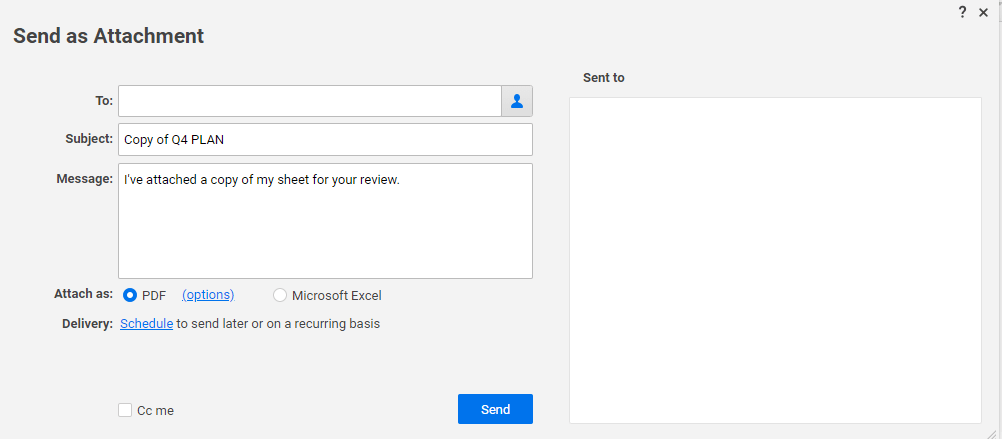 ?
Send as Attachment
Sent to
To:
Subject: Copy of Q4 PLAN
Message: I've attached a copy of my sheet for your review.
Attach as: PDF (options) Microsoft Excel
Delivery: Schedule to send later or on a recurring basis
Cc me Send